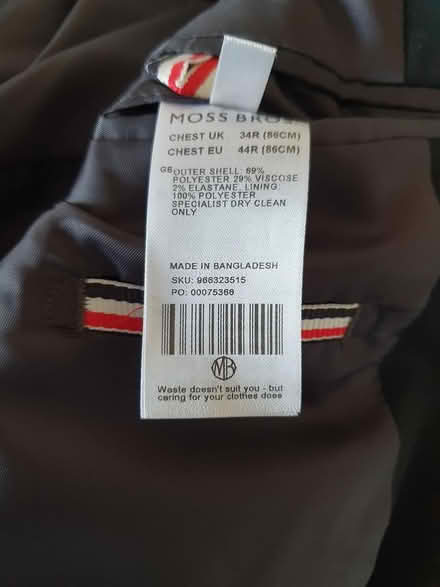 MOSS BROS.
CHEST UK 34R (86CM)
CHEST EU 44R (86CM)
GB OUTER SHELL: 69%
POLYESTER 29% VISCOSE
2% ELASTANE, LINING:
100% POLYESTER
SPECIALIST DRY CLEAN
ONLY
MADE IN BANGLADESH
SKU: 966323515
PO: 00075366
MB
Waste doesn't suit you - but
caring for your clothes does